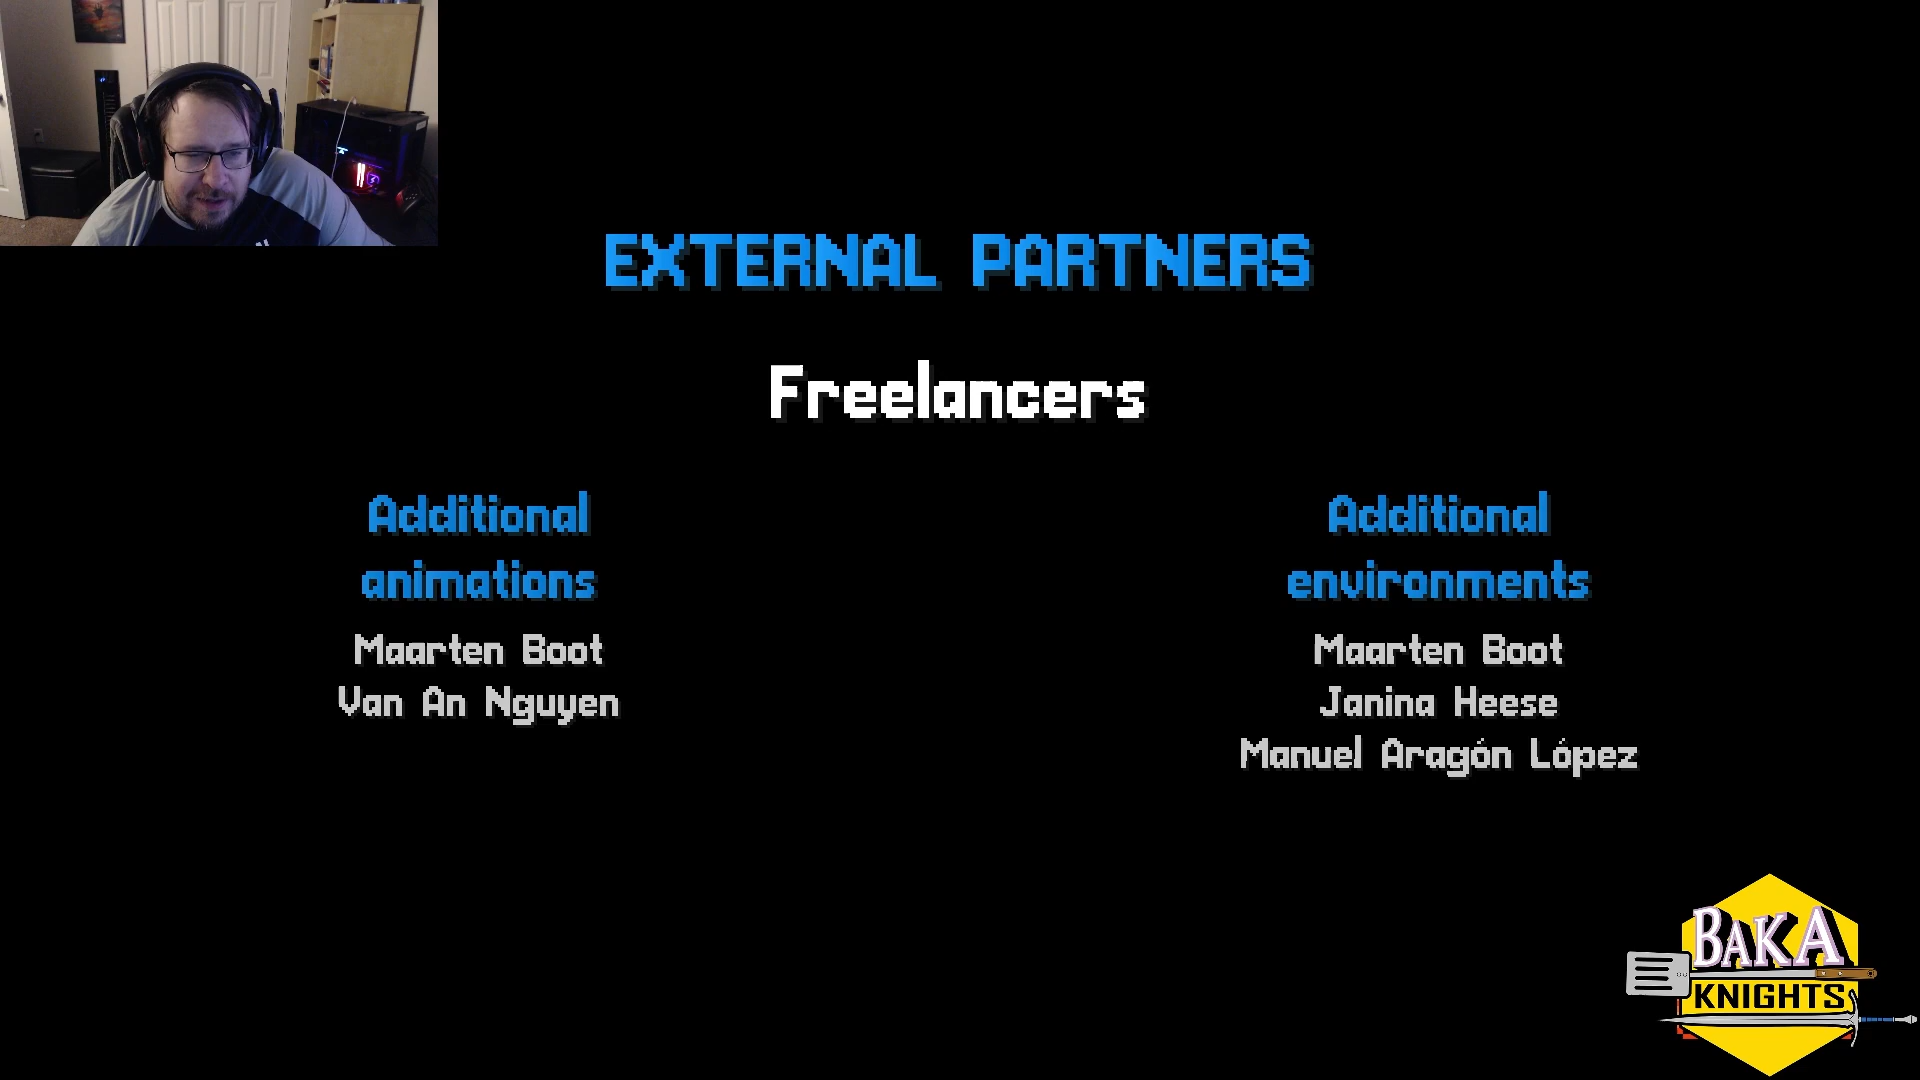 EXTERNAL PARTNERS
Freelancers
Additional
animations
Maarten Boot
Van An Nguyen
Additional
environments
Maarten Boot
Janina Heese
Manuel Aragón López
BAKA
KNIGHTS